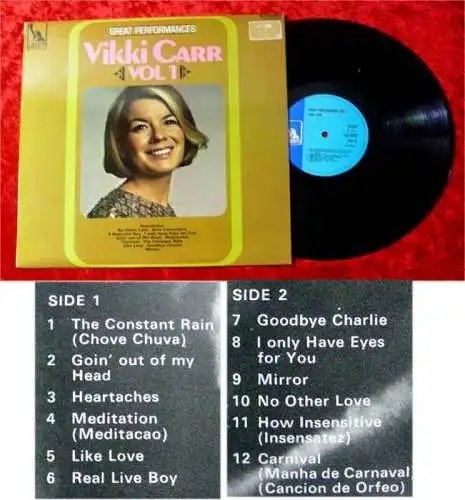 GREAT PERFORMANCES
Vikki Carr
VOL 1
SIDE 1
1 The Constant Rain
(Chove Chuva)
2 Goin' out of my
Head
3 Heartaches
4 Meditation
(Meditacao)
5 Like Love
6 Real Live Boy
SIDE 2
7 Goodbye Charlie
8 I only Have Eyes
for You
9 Mirror
10 No Other Love
11 How Insensitive
(Insensatez)
12 Carnival
(Manha de Carnaval)
(Cancion de Orfeo)